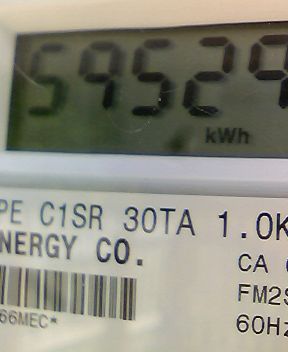 59529
kWh
PE C1SR 30TA 1.0K
NERGY CO.
CA
FM2S
66MEC*
60Hz